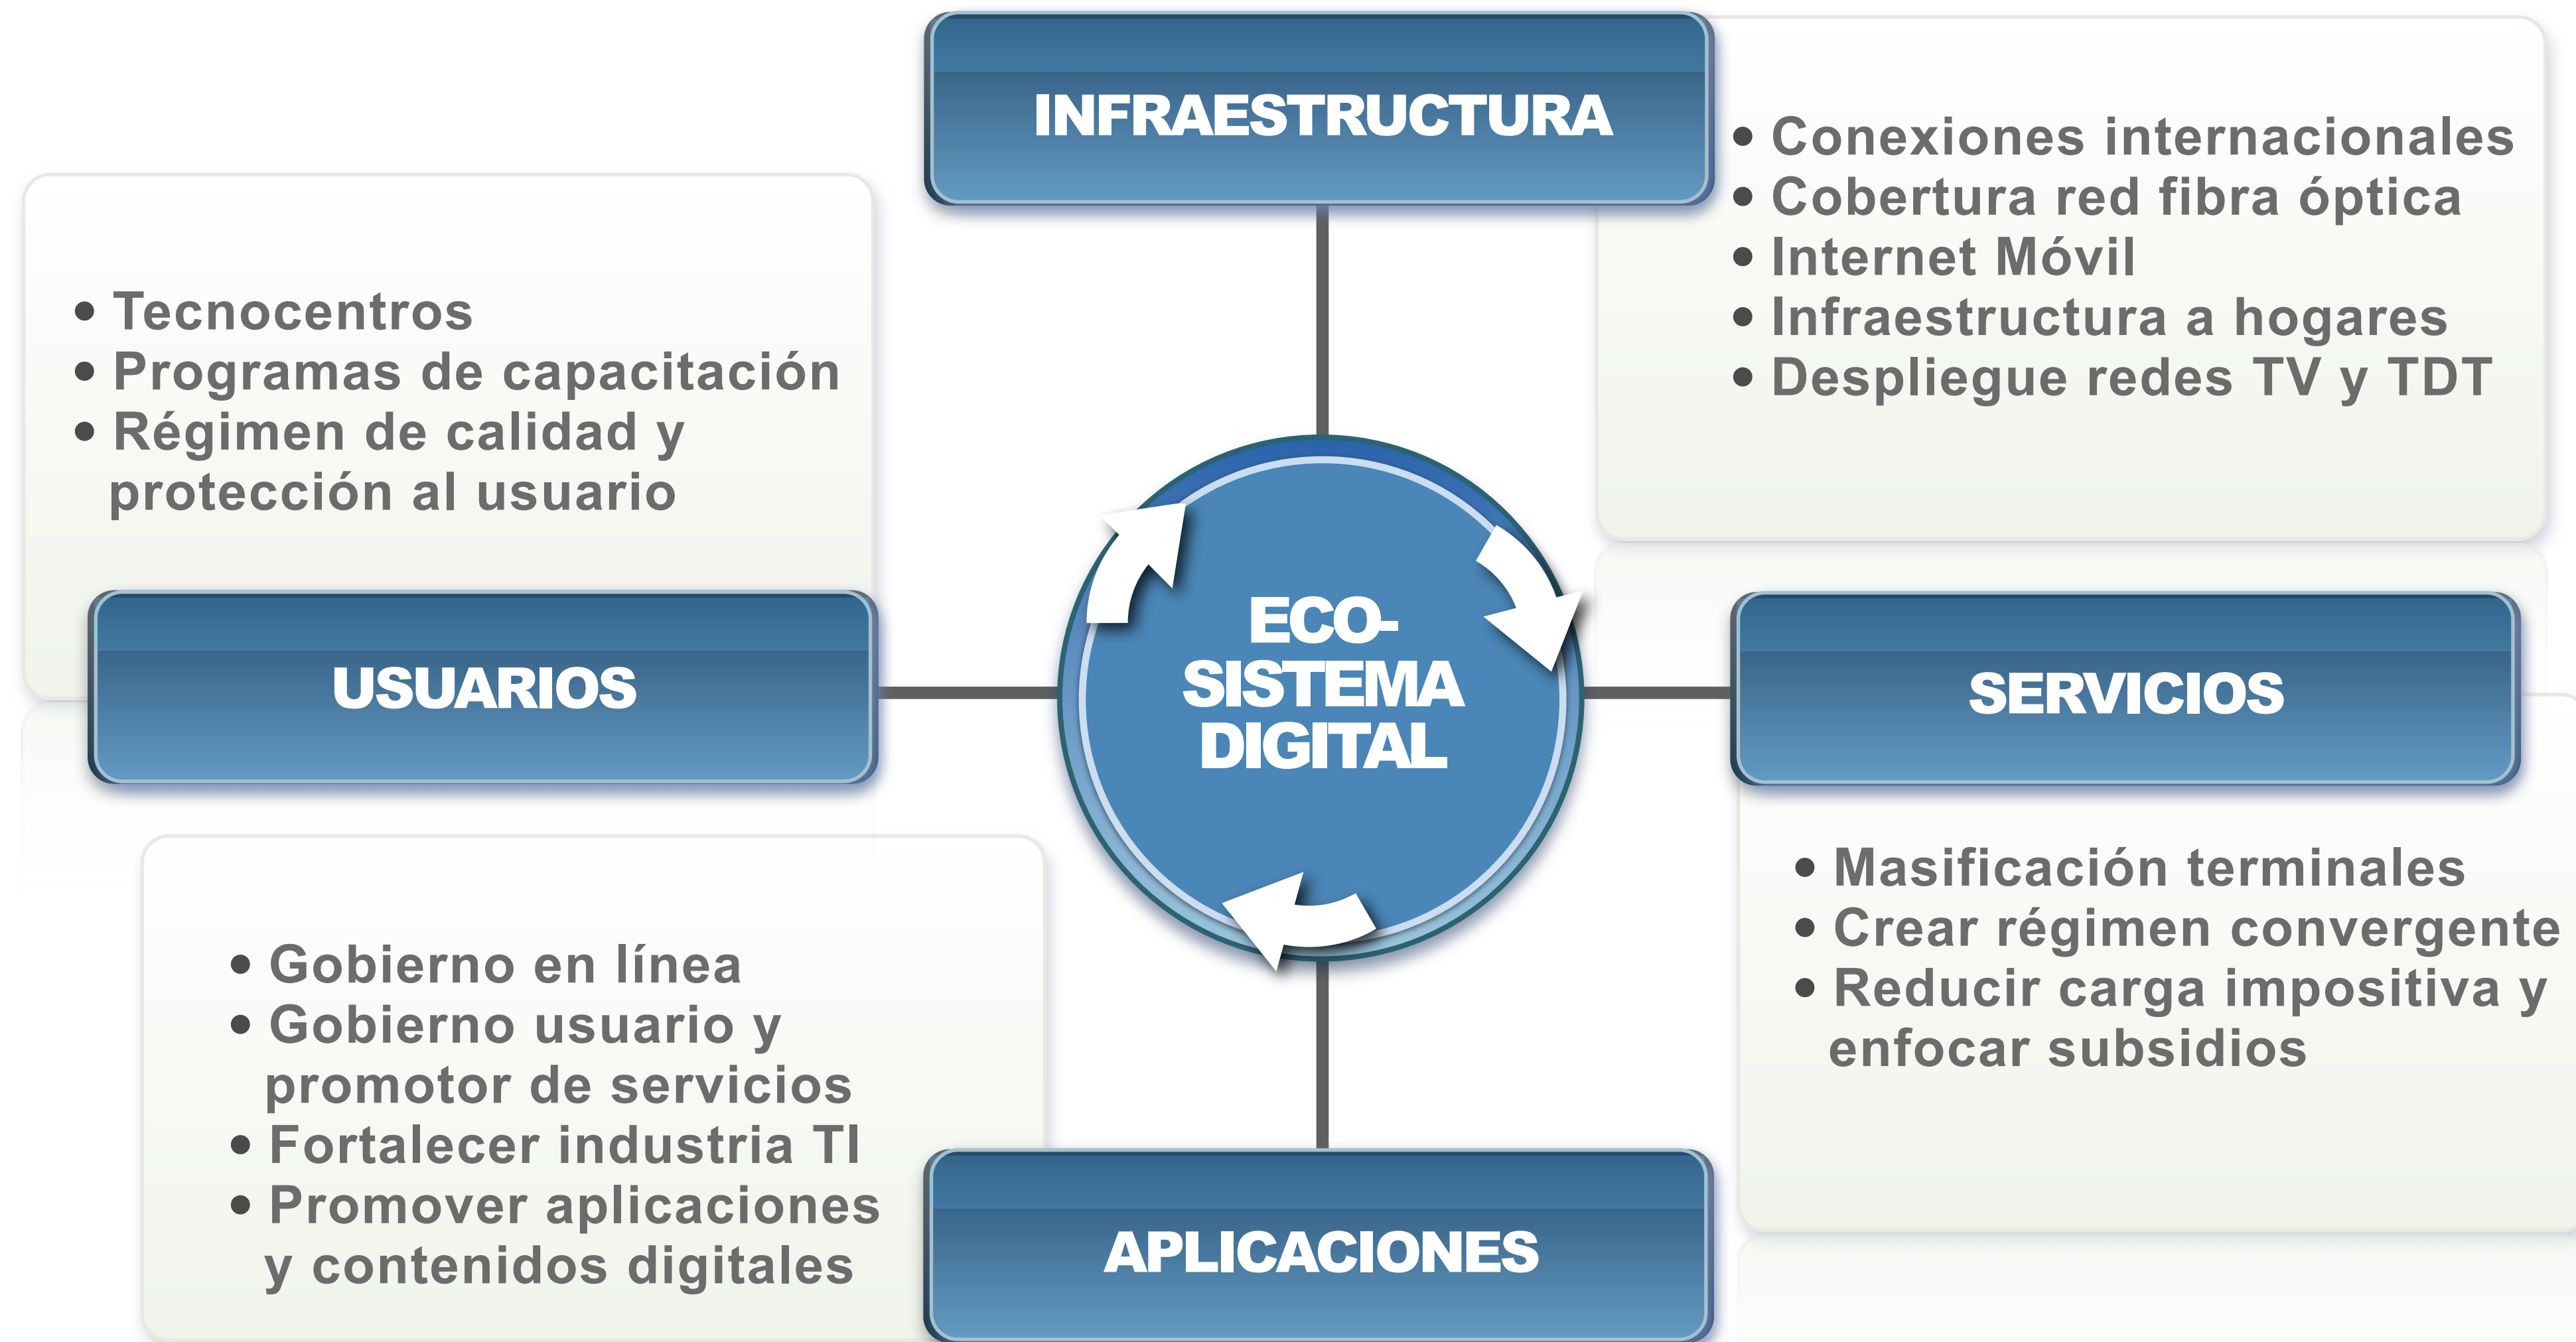 INFRAESTRUCTURA
• Conexiones internacionales
• Cobertura red fibra óptica
• Internet Móvil
• Infraestructura a hogares
• Despliegue redes TV y TDT
• Tecnocentros
• Programas de capacitación
• Régimen de calidad y
protección al usuario
USUARIOS
ECO-
SISTEMA
DIGITAL
SERVICIOS
• Masificación terminales
• Crear régimen convergente
• Reducir carga impositiva y
enfocar subsidios
• Gobierno en línea
• Gobierno usuario y
promotor de servicios
• Fortalecer industria TI
• Promover aplicaciones
y contenidos digitales
APLICACIONES